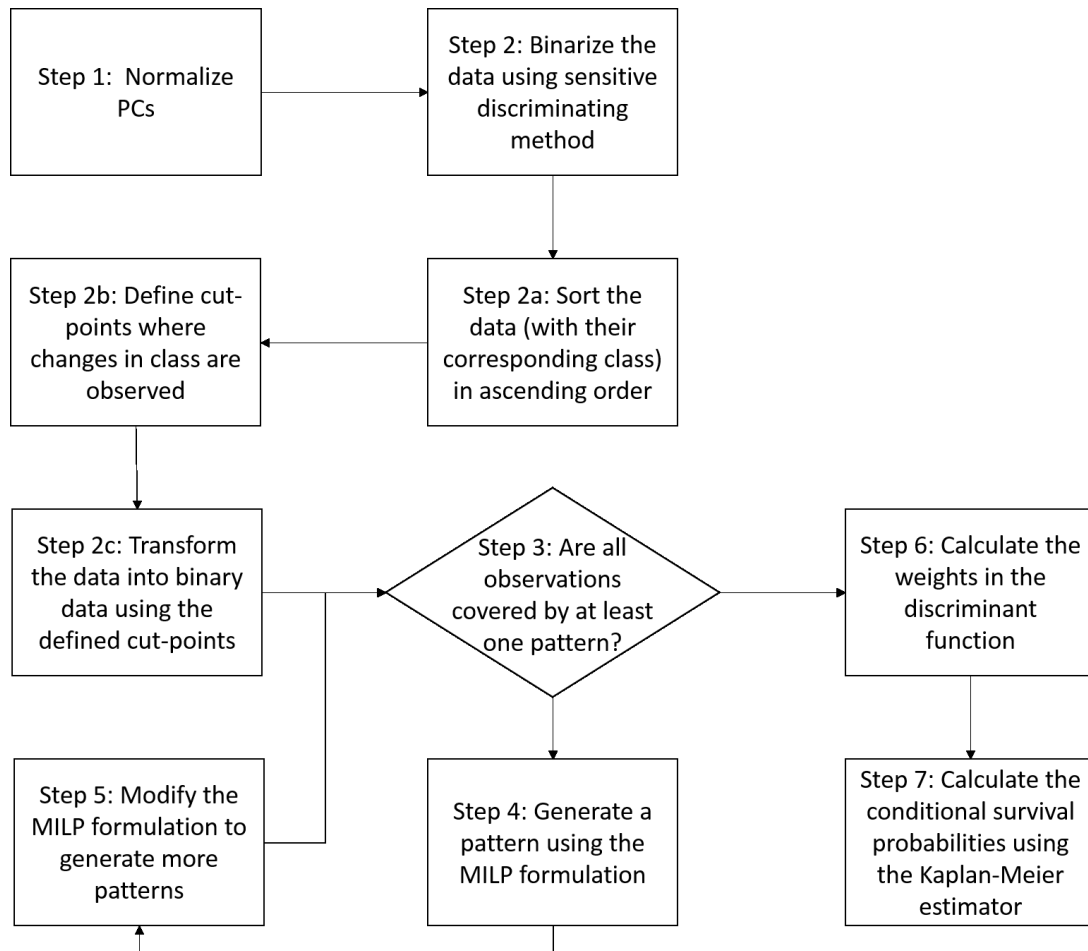 Step 1:  Normalize
PCs
Step 2: Binarize the
data using sensitive
discriminating
method
Step 2a: Sort the
data (with their
corresponding class)
in ascending order
Step 2b: Define cut-
points where
changes in class are
observed
Step 2c: Transform
the data into binary
data using the
defined cut-points
Step 3: Are all
observations
covered by at least
one pattern?
Step 4: Generate a
pattern using the
MILP formulation
Step 5: Modify the
MILP formulation to
generate more
patterns
Step 6: Calculate the
weights in the
discriminant
function
Step 7: Calculate the
conditional survival
probabilities using
the Kaplan-Meier
estimator